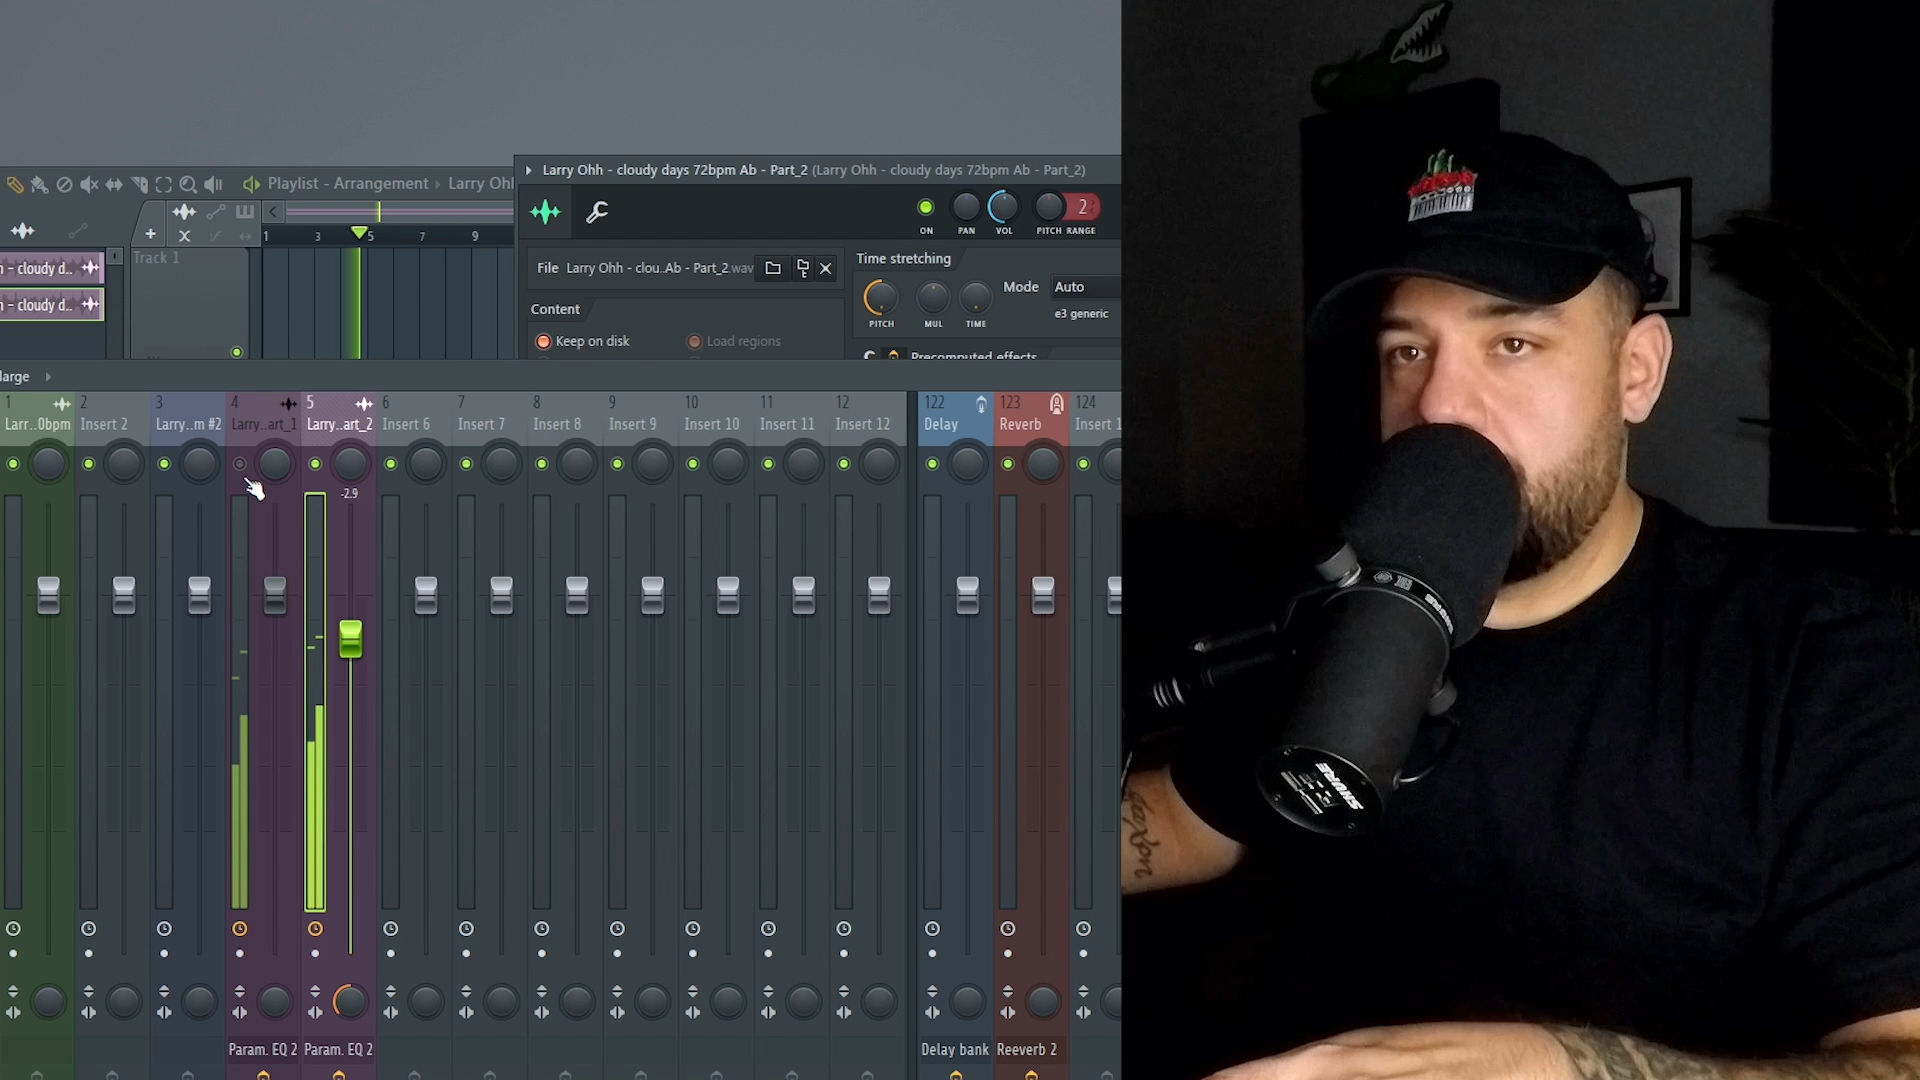 Larry Ohh - cloudy days 72bpm Ab - Part_2 (Larry Ohh - cloudy days 72bpm Ab - Part_2)
Playlist - Arrangement › Larry Ohl
ON PAN VOL PITCH RANGE
2
1 3 5 7 9
n - cloudy d..
n - cloudy d..
Track 1
File Larry Ohh - clou..Ab - Part_2.wav
Content
Keep on disk
Load regions
Time stretching
PITCH MUL TIME
Mode Auto
e3 generic
Precomputed effects
large
1 2 3 4 5 6 7 8 9 10 11 12 122 123 124
Larr..0bpm Insert 2 Larry..m #2 Larry..art_1 Larry..art_2 Insert 6 Insert 7 Insert 8 Insert 9 Insert 10 Insert 11 Insert 12 Delay Reverb Insert 1
-2.9
Param. EQ 2 Param. EQ 2 Delay bank Reeverb 2
SHURE